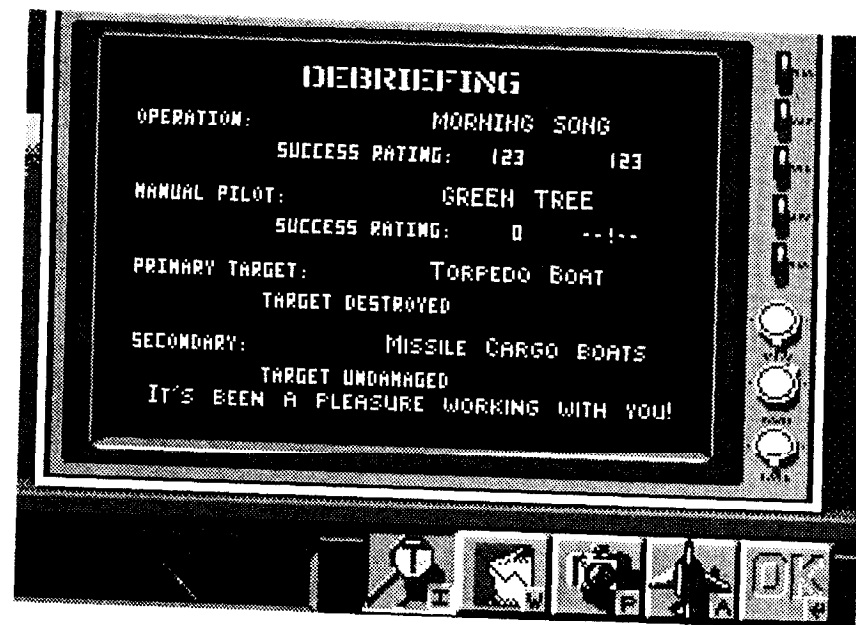 DEBRIEFING
OPERATION: MORNING SONG
SUCCESS RATING: 123 123
MANUAL PILOT: GREEN TREE
SUCCESS RATING: 0 --!--
PRIMARY TARGET: TORPEDO BOAT
TARGET DESTROYED
SECONDARY: MISSILE CARGO BOATS
TARGET UNDAMAGED
IT'S BEEN A PLEASURE WORKING WITH YOU!
T I W P A OK e